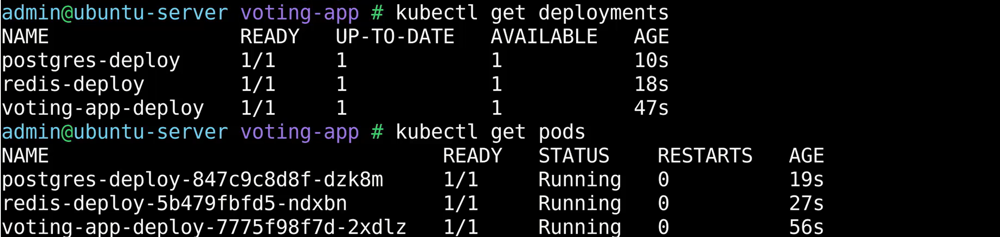 admin@ubuntu-server voting-app # kubectl get deployments
NAME                READY   UP-TO-DATE   AVAILABLE   AGE
postgres-deploy     1/1     1            1           10s
redis-deploy        1/1     1            1           18s
voting-app-deploy   1/1     1            1           47s
admin@ubuntu-server voting-app # kubectl get pods
NAME                                 READY   STATUS    RESTARTS   AGE
postgres-deploy-847c9c8d8f-dzk8m     1/1     Running   0          19s
redis-deploy-5b479fbfd5-ndxbn        1/1     Running   0          27s
voting-app-deploy-7775f98f7d-2xdlz   1/1     Running   0          56s